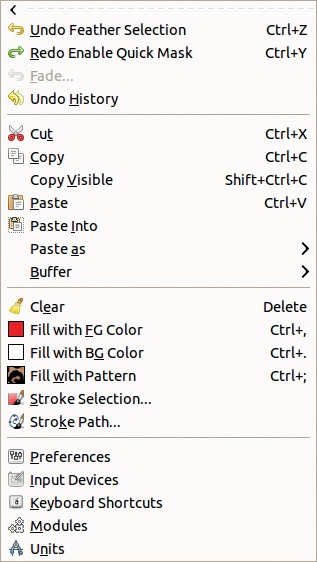 Undo Feather Selection Ctrl+Z
Redo Enable Quick Mask Ctrl+Y
Fade...
Undo History
Cut Ctrl+X
Copy Ctrl+C
Copy Visible Shift+Ctrl+C
Paste Ctrl+V
Paste Into
Paste as
Buffer
Clear Delete
Fill with FG Color Ctrl+,
Fill with BG Color Ctrl+.
Fill with Pattern Ctrl+;
Stroke Selection...
Stroke Path...
Preferences
Input Devices
Keyboard Shortcuts
Modules
Units